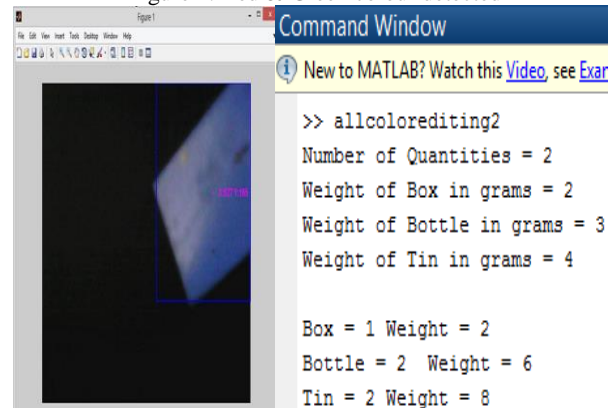 Figure 1
File Edit View Insert Tools Desktop Window Help
Command Window
New to MATLAB? Watch this Video, see Exam
>> allcolorediting2
Number of Quantities = 2
Weight of Box in grams = 2
Weight of Bottle in grams = 3
Weight of Tin in grams = 4
Box = 1 Weight = 2
Bottle = 2 Weight = 6
Tin = 2 Weight = 8